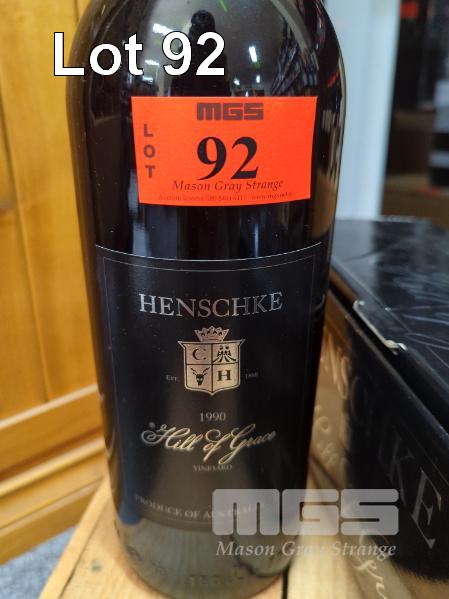 Lot 92
MGS
LOT
92
Mason Gray Strange
HENSCHKE
C H
EST. 1868
1990
Hill of Grace
VINEYARD
PRODUCE OF AUSTRALIA
MGS
Mason Gray Strange
HENSCHKE